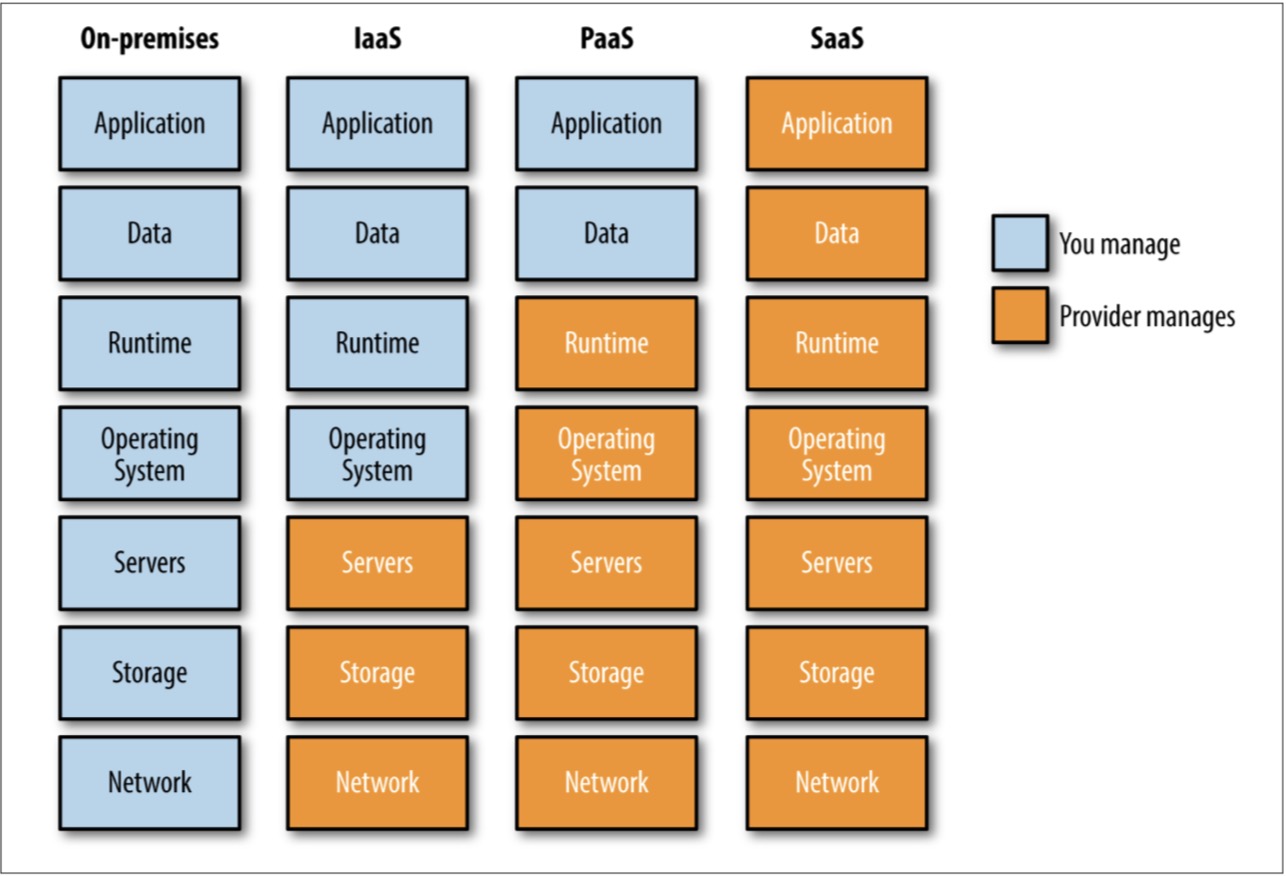 On-premises IaaS PaaS SaaS
Application Application Application Application
Data Data Data Data
You manage
Runtime Runtime Runtime Runtime
Provider manages
Operating System Operating System Operating System Operating System
Servers Servers Servers Servers
Storage Storage Storage Storage
Network Network Network Network